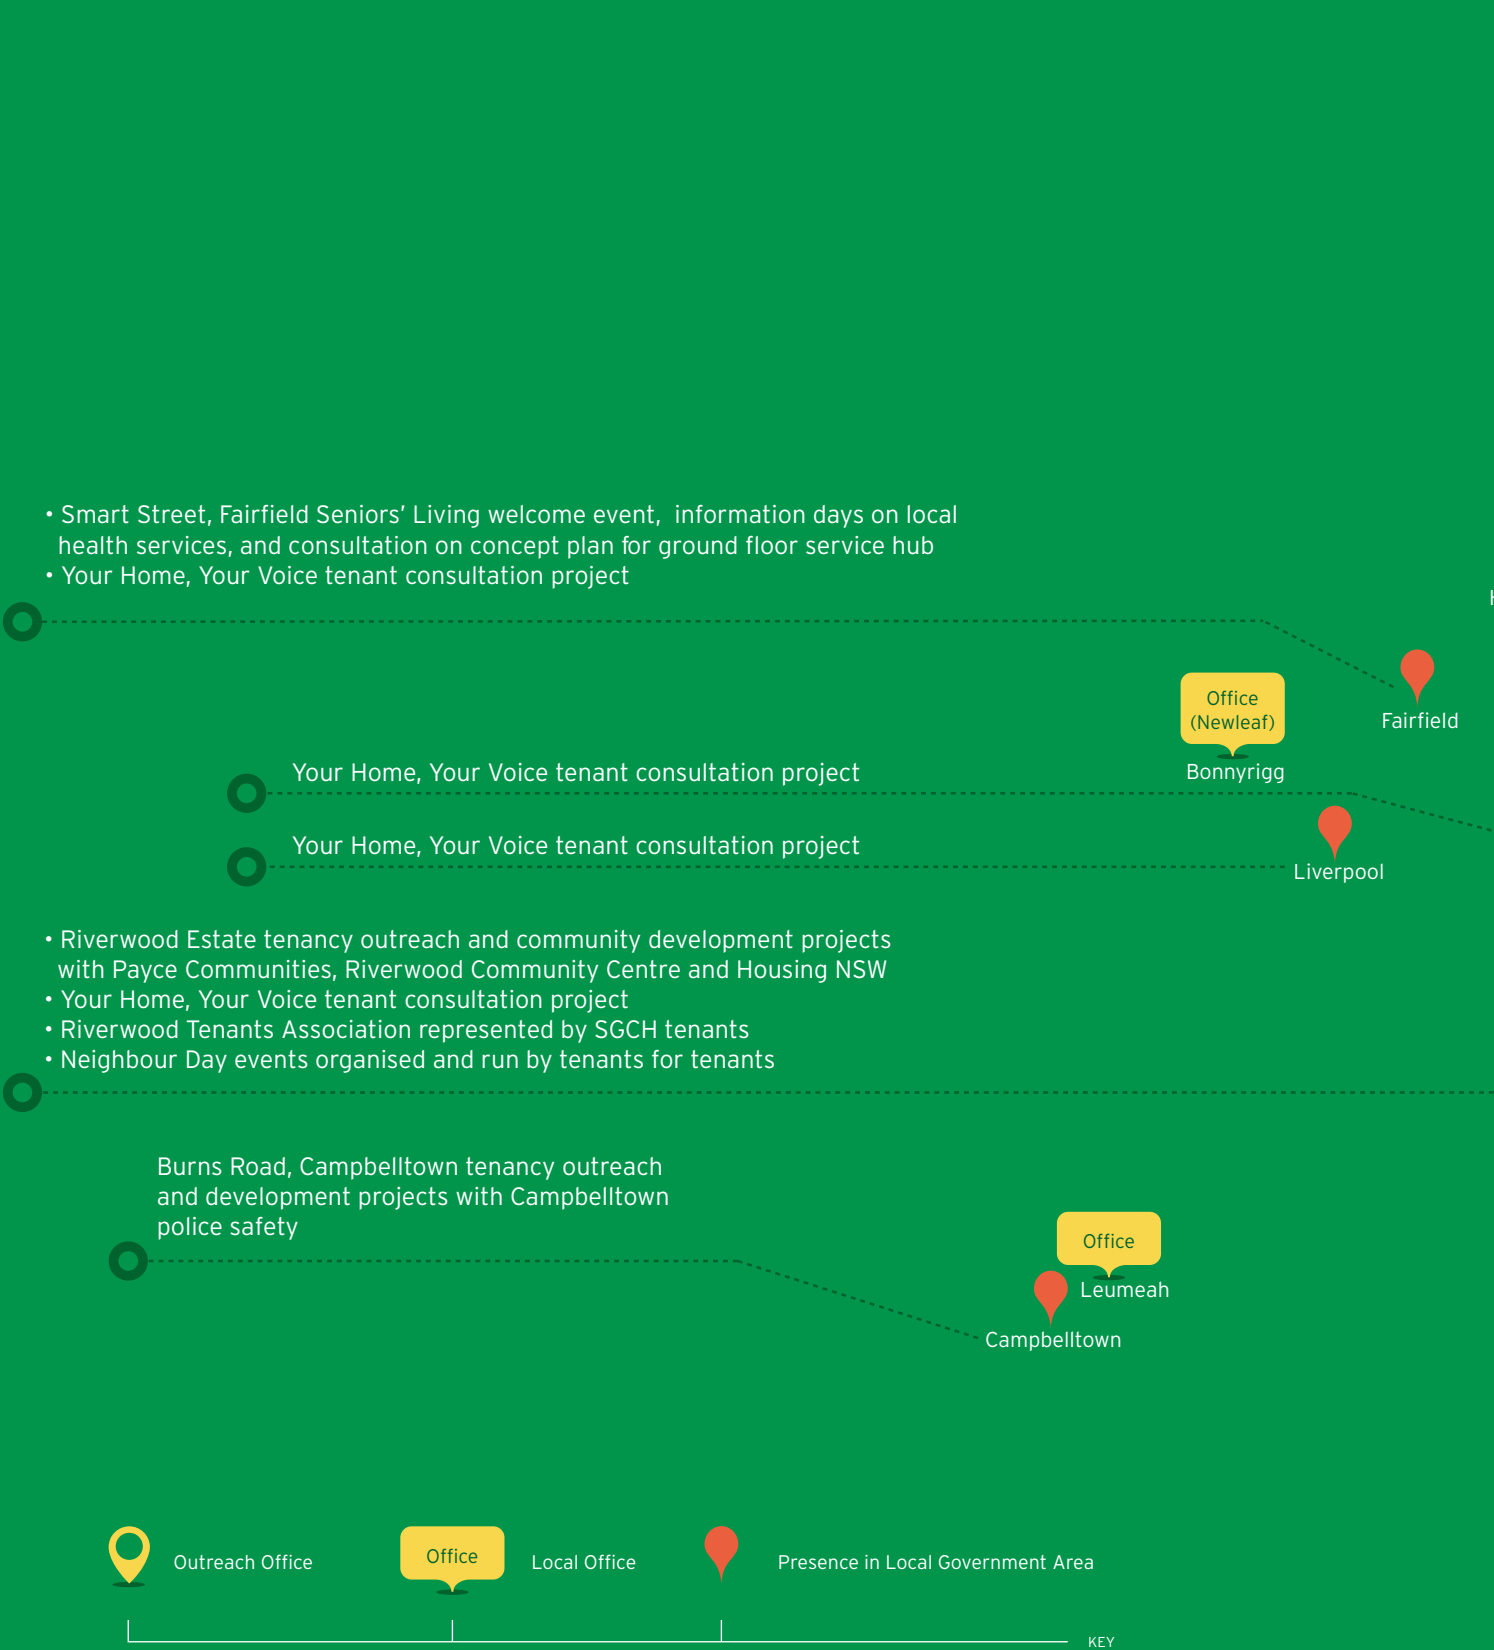 • Smart Street, Fairfield Seniors’ Living welcome event,  information days on local
health services, and consultation on concept plan for ground floor service hub
• Your Home, Your Voice tenant consultation project
Office
(Newleaf)
Fairfield
Bonnyrigg
Your Home, Your Voice tenant consultation project
Your Home, Your Voice tenant consultation project
Liverpool
• Riverwood Estate tenancy outreach and community development projects
with Payce Communities, Riverwood Community Centre and Housing NSW
• Your Home, Your Voice tenant consultation project
• Riverwood Tenants Association represented by SGCH tenants
• Neighbour Day events organised and run by tenants for tenants
Burns Road, Campbelltown tenancy outreach
and development projects with Campbelltown
police safety
Office
Leumeah
Campbelltown
Outreach Office
Office
Local Office
Presence in Local Government Area
KEY